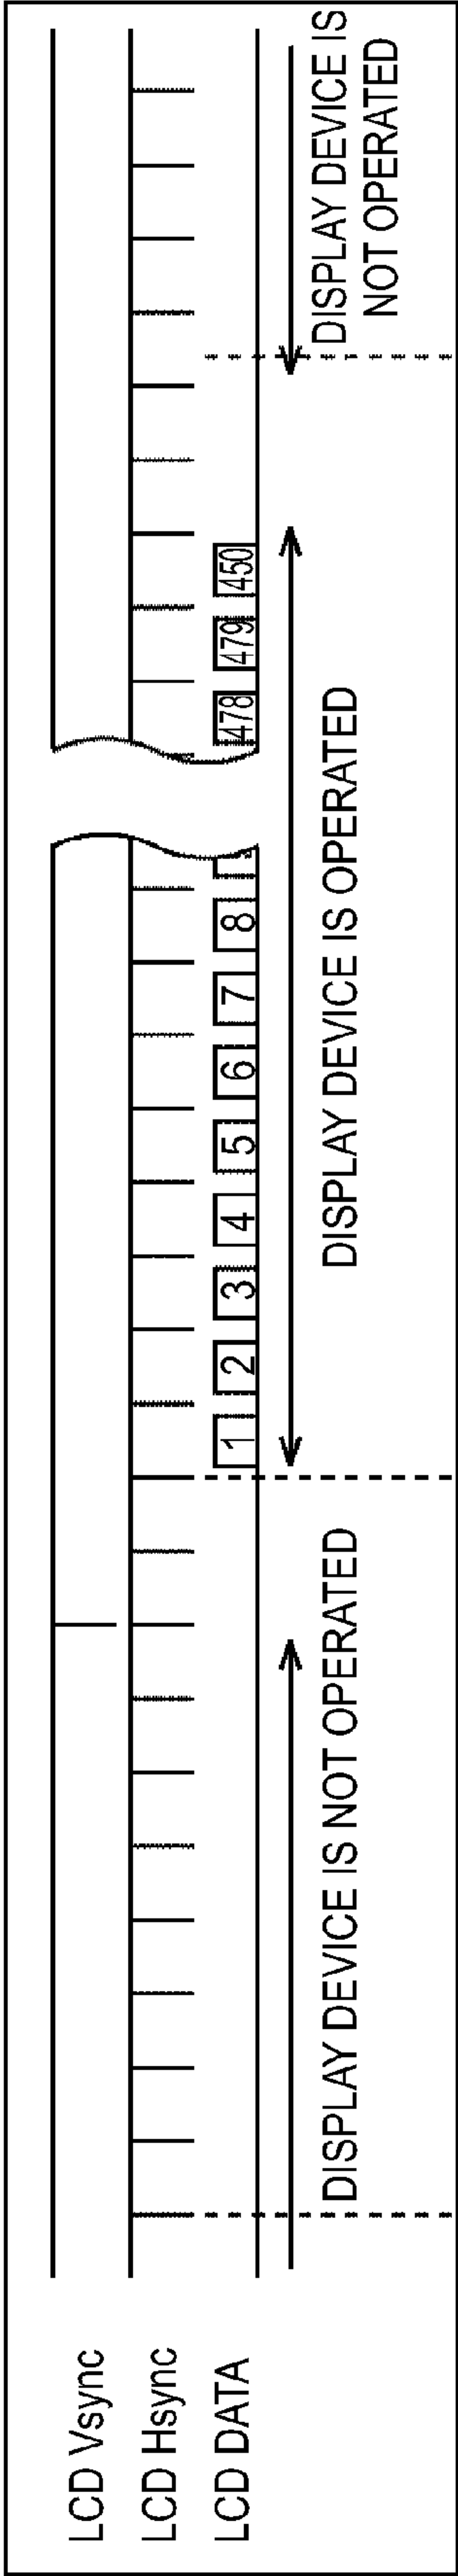 LCD Vsync
LCD Hsync
LCD DATA
1 2 3 4 5 6 7 8 478 479 450
DISPLAY DEVICE IS NOT OPERATED
DISPLAY DEVICE IS OPERATED
DISPLAY DEVICE IS
NOT OPERATED